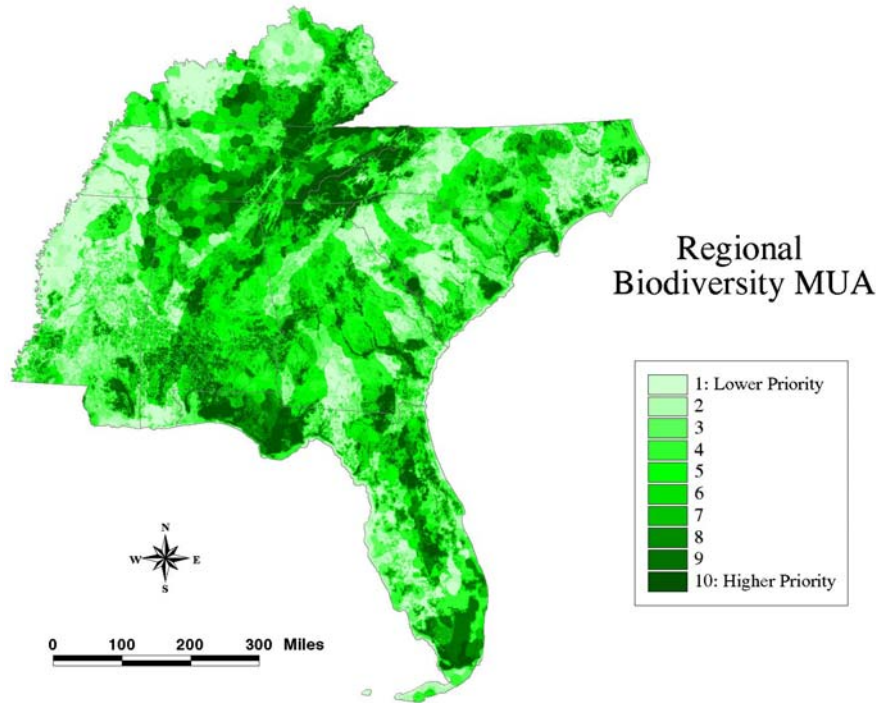 Regional
Biodiversity MUA
1: Lower Priority
2
3
4
5
6
7
8
9
10: Higher Priority
N
W E
S
0 100 200 300 Miles